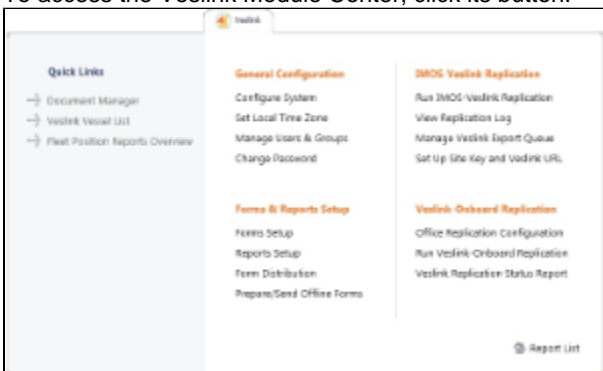 To access the Veslink Module Center, click its button.
Veslink
Quick Links
Document Manager
Veslink Vessel List
Fleet Position Reports Overview
General Configuration
Configure System
Set Local Time Zone
Manage Users & Groups
Change Password
IMOS Veslink Replication
Run IMOS-Veslink Replication
View Replication Log
Manage Veslink Export Queue
Set Up Site Key and Veslink URL
Forms & Reports Setup
Forms Setup
Reports Setup
Form Distribution
Prepare/Send Offline Forms
Veslink-Onboard Replication
Office Replication Configuration
Run Veslink-Onboard Replication
Veslink Replication Status Report
Report List